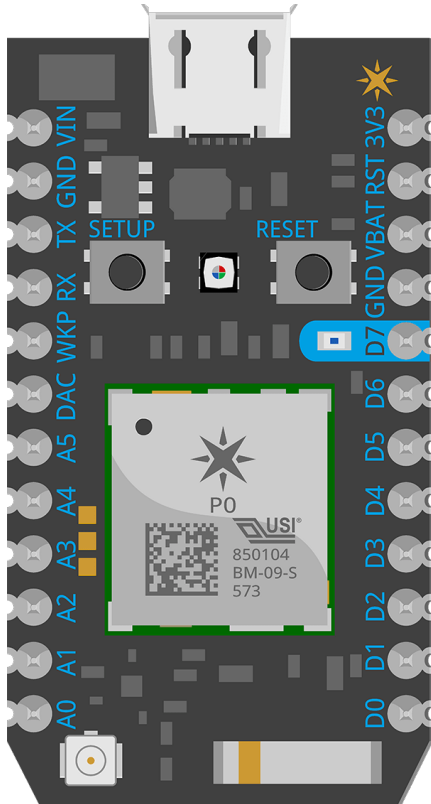 VIN
GND
TX
RX
WKP
DAC
A5
A4
A3
A2
A1
A0
SETUP
RESET
3V3
RST
VBAT
GND
D7
D6
D5
D4
D3
D2
D1
D0
P0
USI®
850104
BM-09-S
573